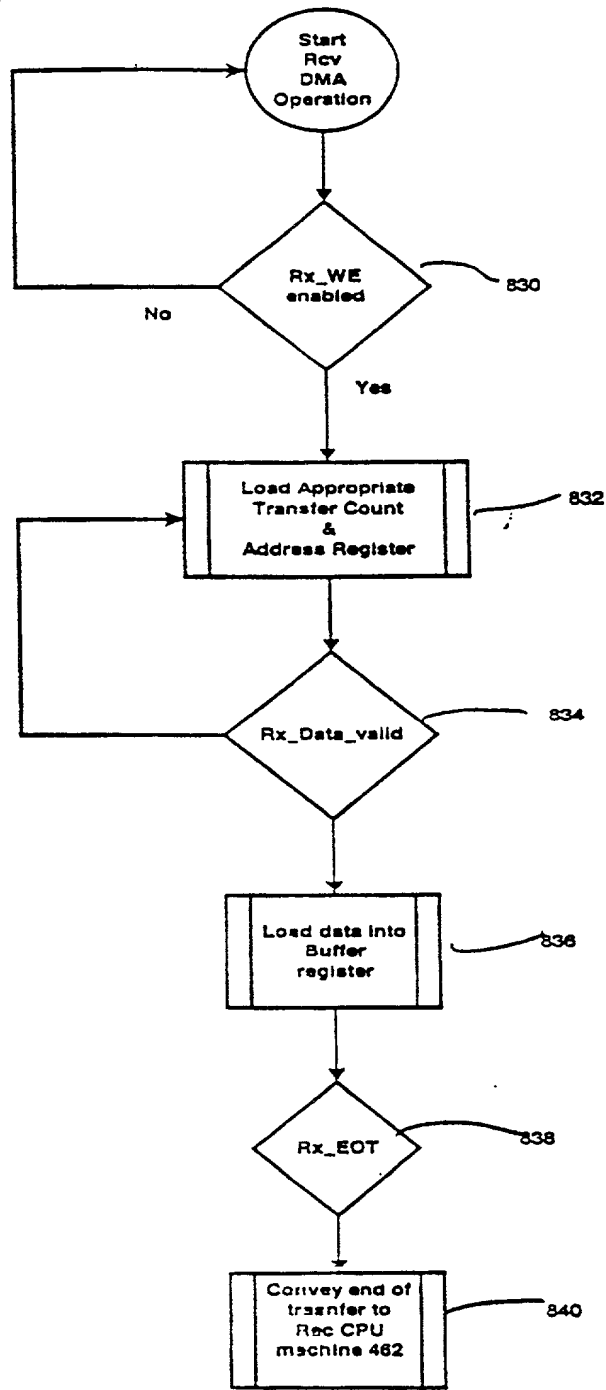 Start
Rcv
DMA
Operation
Rx_WE
enabled
830
No
Yes
Load Appropriate
Transfer Count
&
Address Register
832
Rx_Data_valid
834
Load data into
Buffer
register
836
Rx_EOT
838
Convey end of
trasnfer to
Rec CPU
machine 462
840